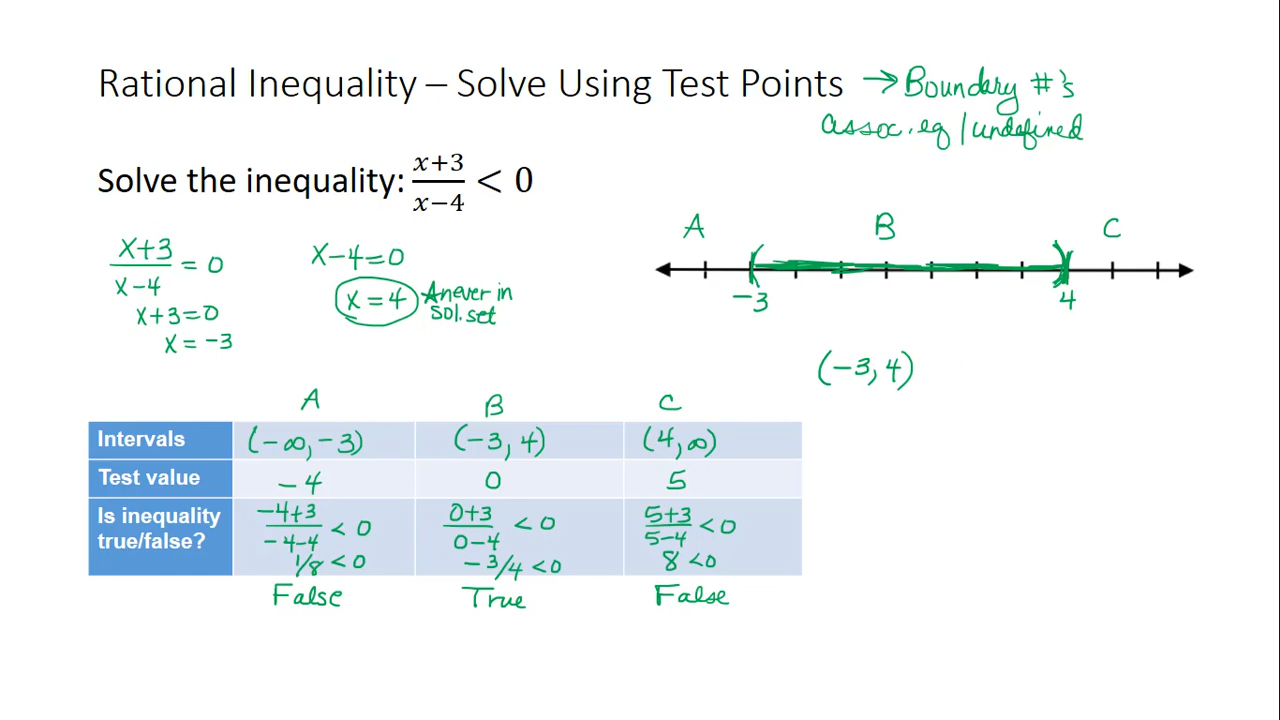 Rational Inequality – Solve Using Test Points → Boundary #'s
assoc. eq / undefined
Solve the inequality: (x+3)/(x−4) < 0
(x+3)/(x−4) = 0
x+3=0
x = −3
x−4=0
x = 4 * never in
sol. set
A B C
−3 4
(−3, 4)
A B C
Intervals (−∞, −3) (−3, 4) (4, ∞)
Test value −4 0 5
Is inequality true/false? (−4+3)/(−4−4) < 0 (0+3)/(0−4) < 0 (5+3)/(5−4) < 0
1/8 < 0 −3/4 < 0 8 < 0
False True False